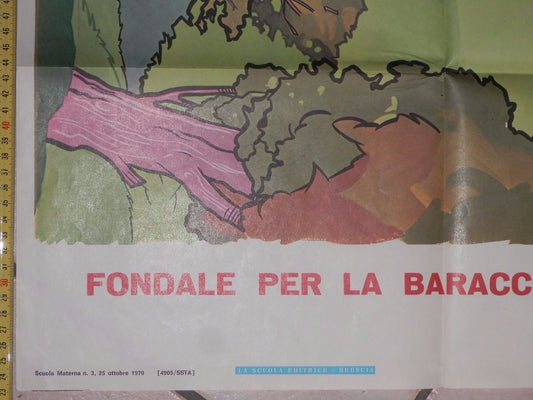 FONDALE PER LA BARACC
Scuola Materna n. 3, 25 ottobre 1970 [4905/SSTA]
LA SCUOLA EDITRICE - BRESCIA